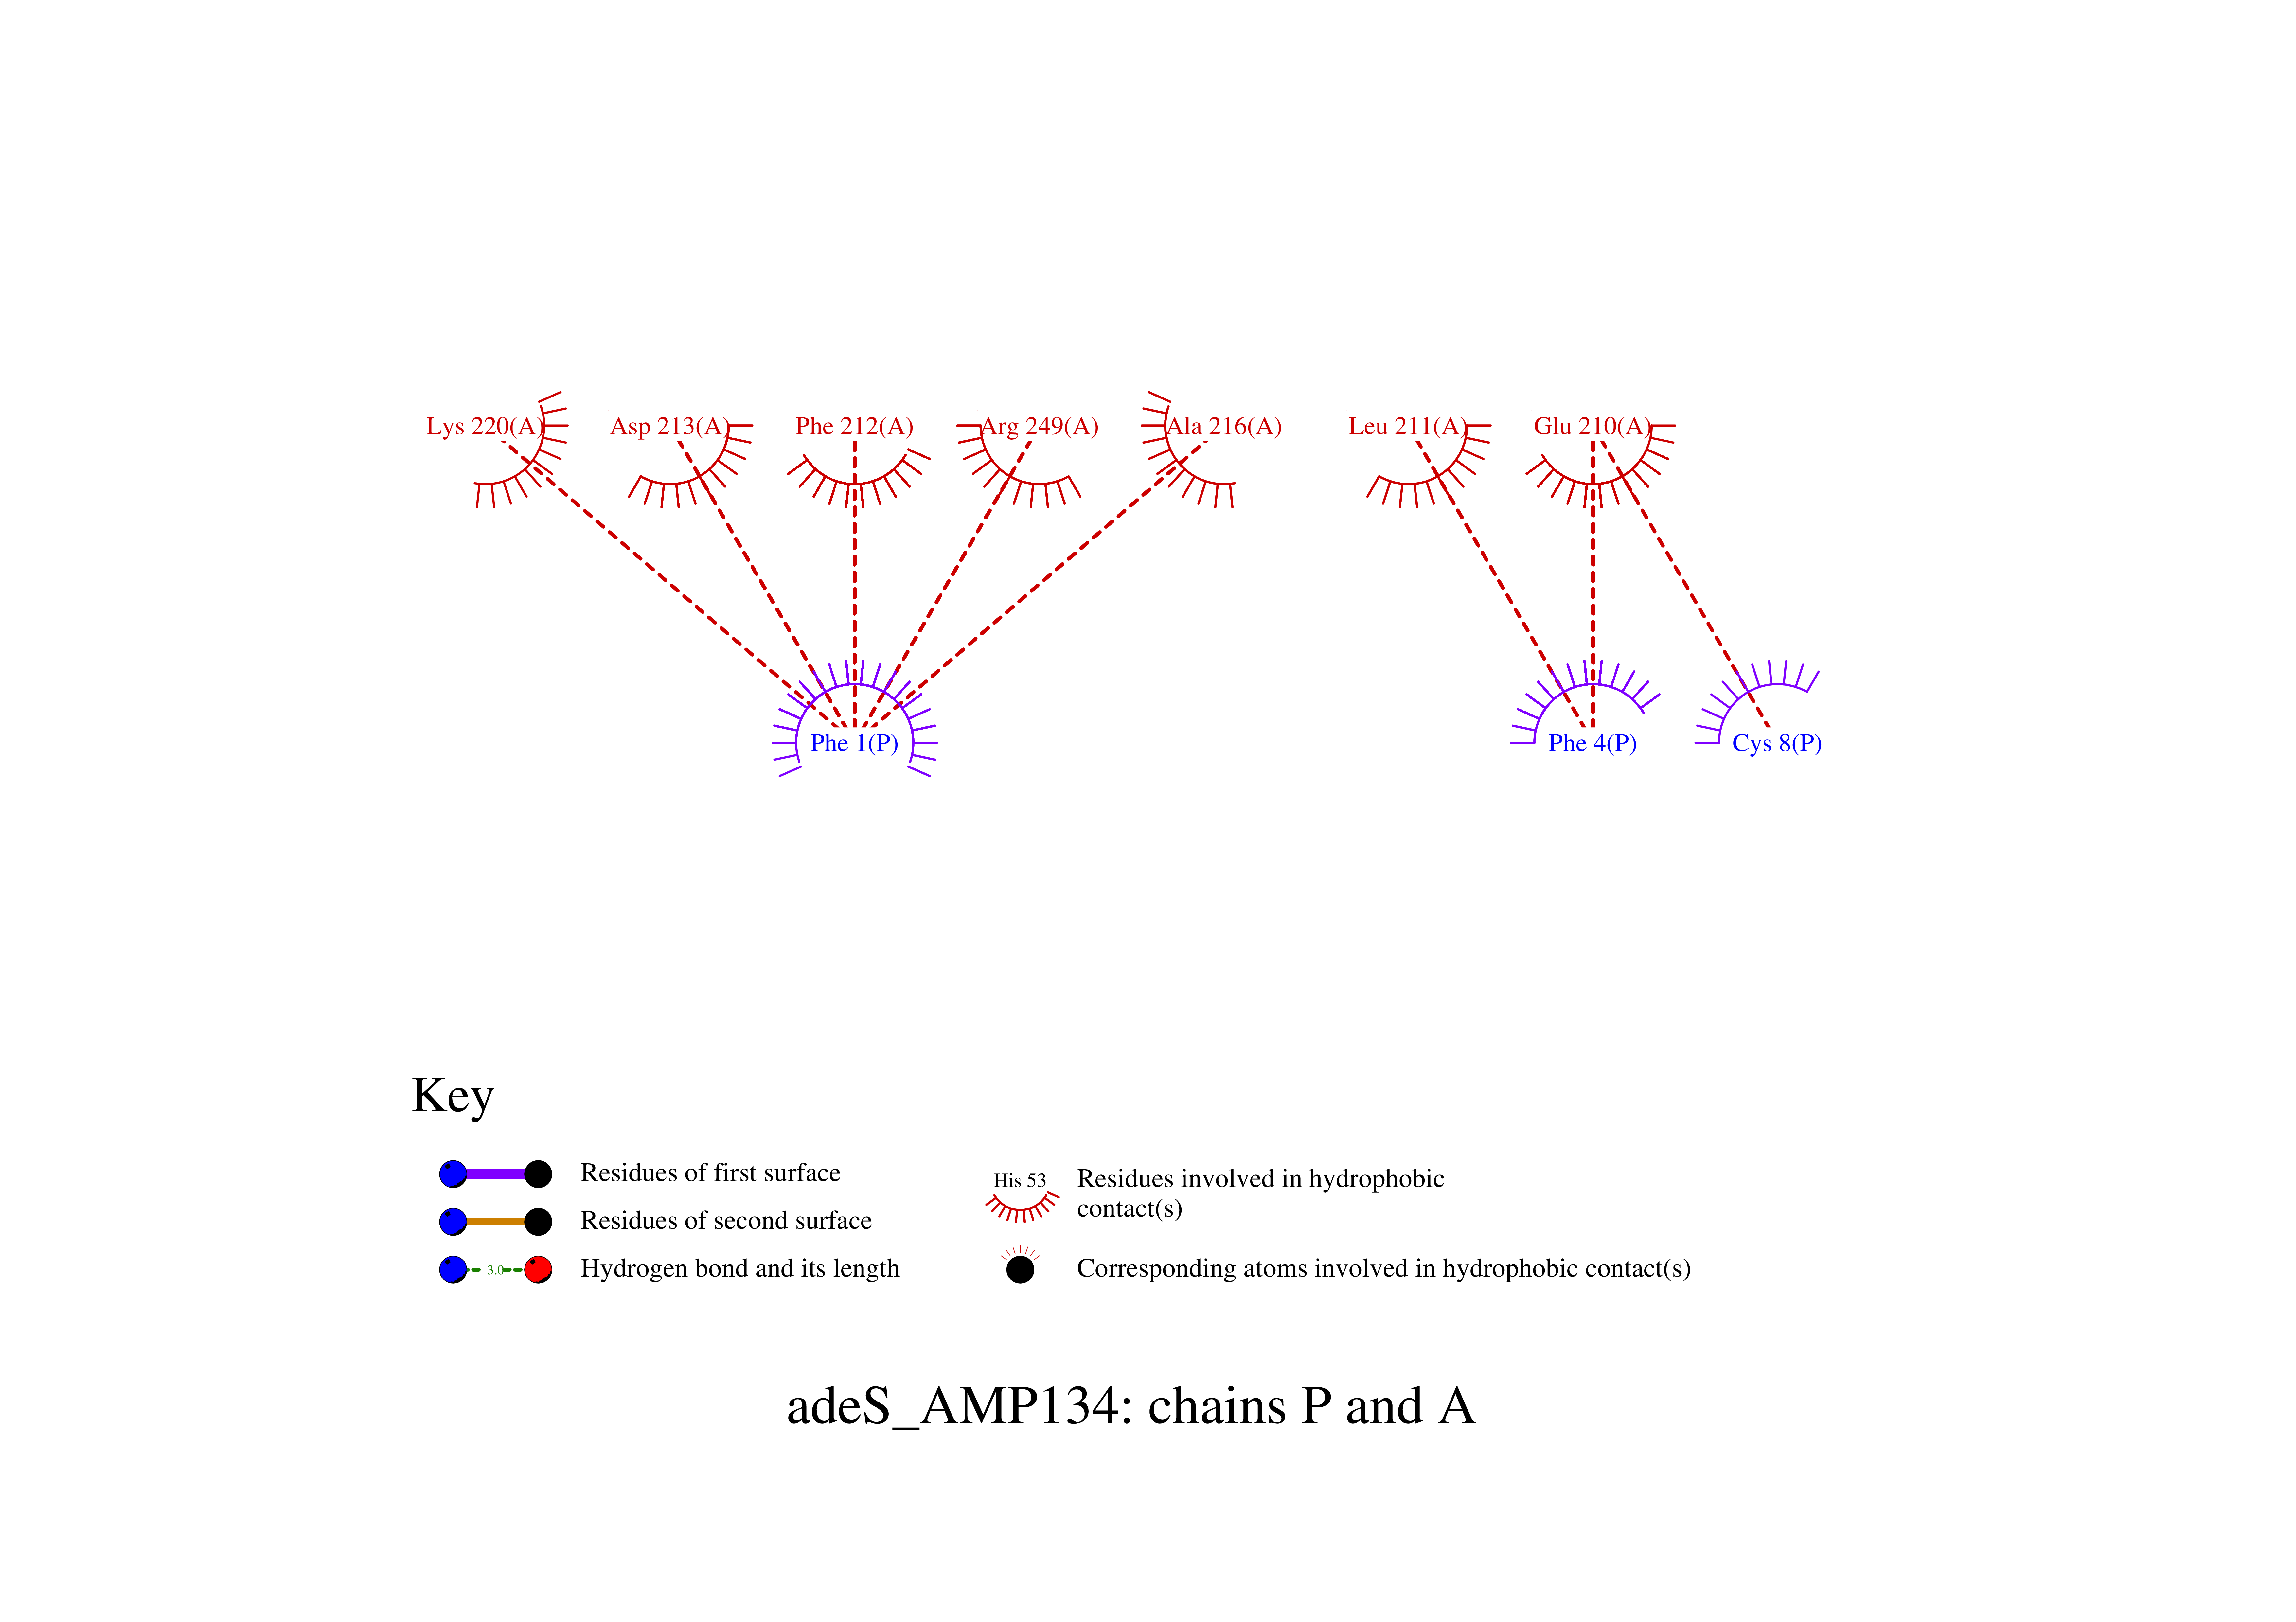 Lys 220(A) Asp 213(A) Phe 212(A) Arg 249(A) Ala 216(A) Leu 211(A) Glu 210(A)
Phe 1(P) Phe 4(P) Cys 8(P)
Key
Residues of first surface
Residues of second surface
3.0 Hydrogen bond and its length
His 53 Residues involved in hydrophobic
contact(s)
Corresponding atoms involved in hydrophobic contact(s)
adeS_AMP134: chains P and A